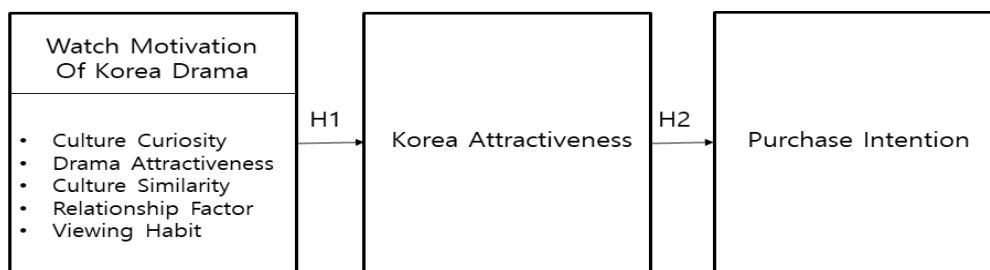 Watch Motivation
Of Korea Drama
• Culture Curiosity
• Drama Attractiveness
• Culture Similarity
• Relationship Factor
• Viewing Habit
H1
Korea Attractiveness
H2
Purchase Intention